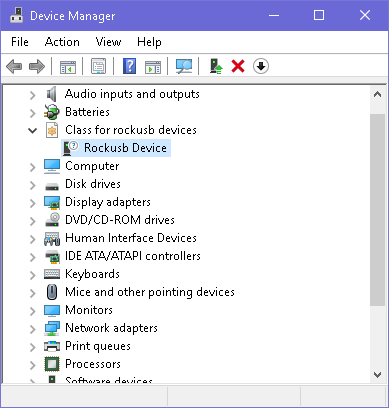 Device Manager
File Action View Help
Audio inputs and outputs
Batteries
Class for rockusb devices
Rockusb Device
Computer
Disk drives
Display adapters
DVD/CD-ROM drives
Human Interface Devices
IDE ATA/ATAPI controllers
Keyboards
Mice and other pointing devices
Monitors
Network adapters
Print queues
Processors
Software devices